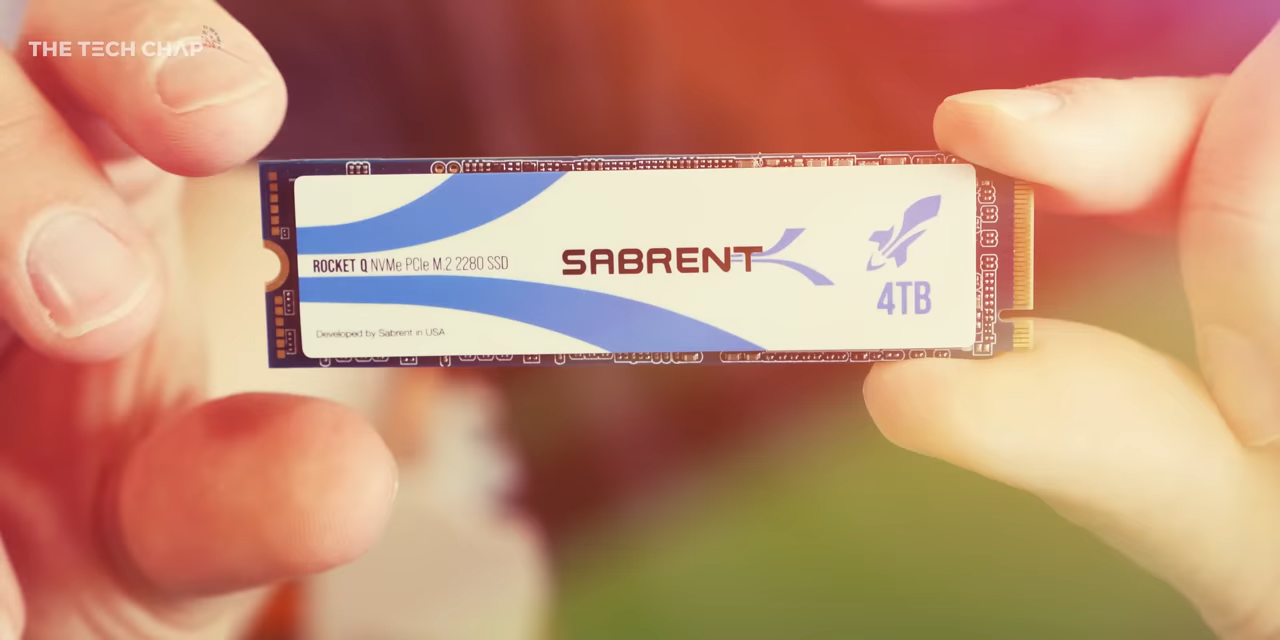 THE TECH CHAP
ROCKET Q NVMe PCIe M.2 2280 SSD
SABRENT
4TB
Developed by Sabrent in USA